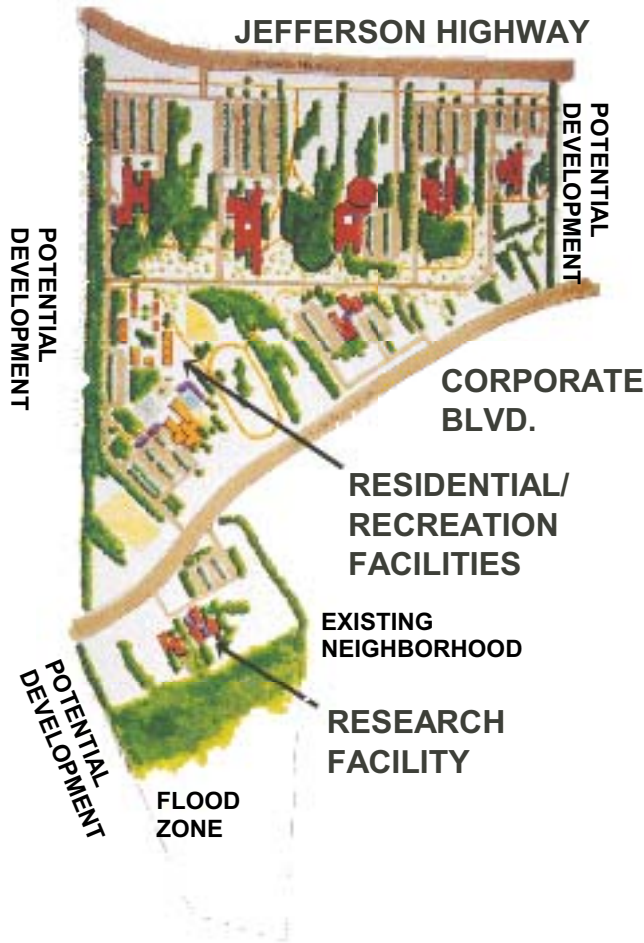 JEFFERSON HIGHWAY
POTENTIAL
DEVELOPMENT
POTENTIAL
DEVELOPMENT
CORPORATE
BLVD.
RESIDENTIAL/
RECREATION
FACILITIES
EXISTING
NEIGHBORHOOD
POTENTIAL
DEVELOPMENT
RESEARCH
FACILITY
FLOOD
ZONE